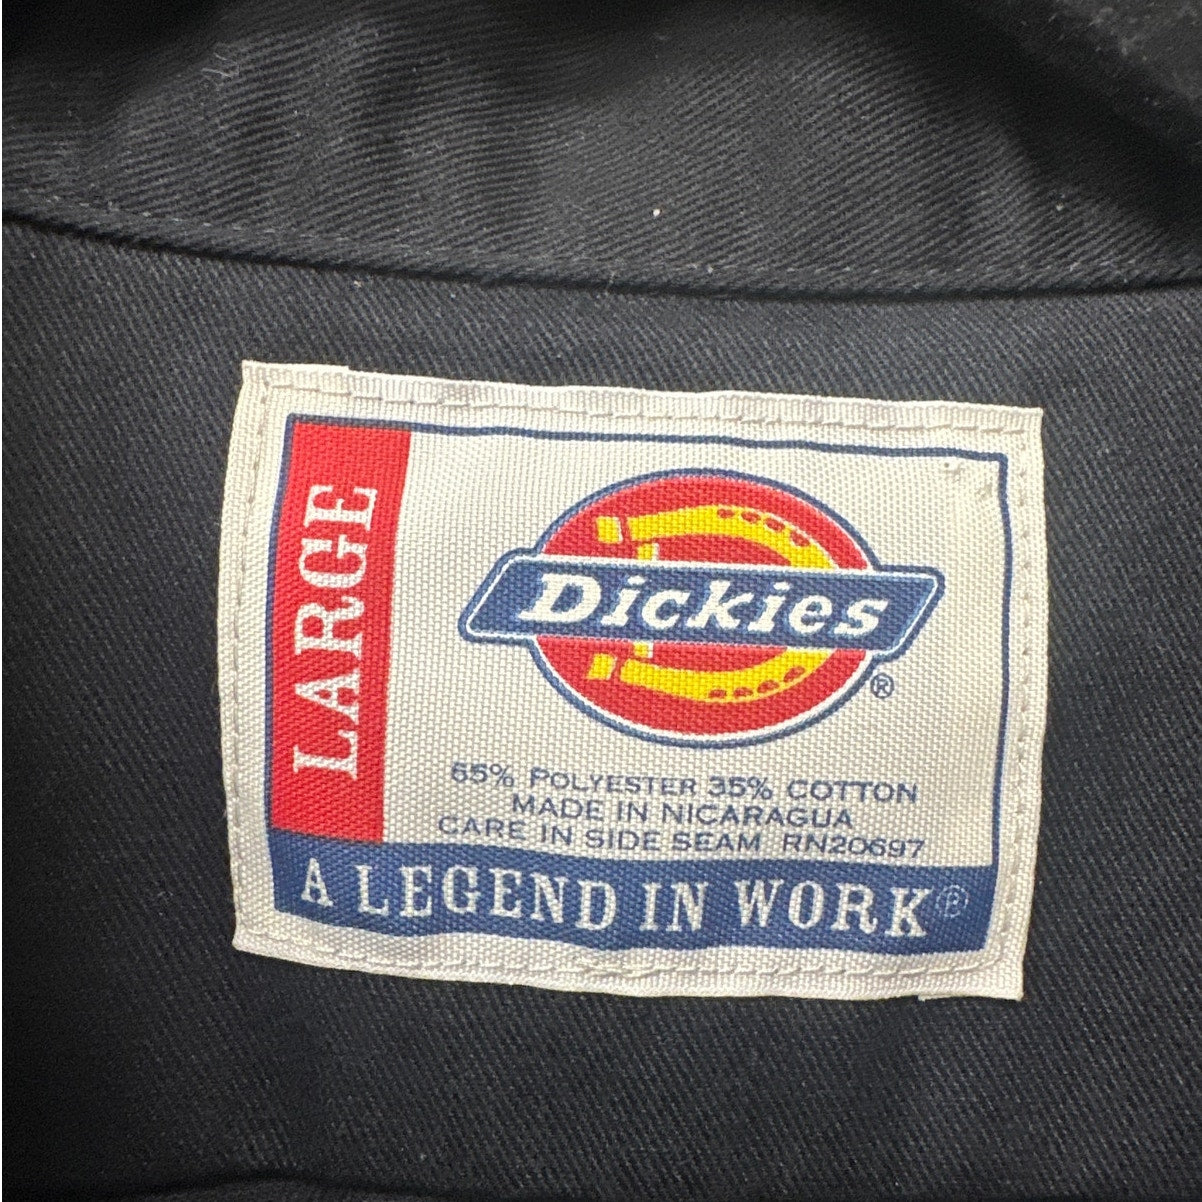 LARGE
Dickies®
65% POLYESTER 35% COTTON
MADE IN NICARAGUA
CARE IN SIDE SEAM RN20697
A LEGEND IN WORK®